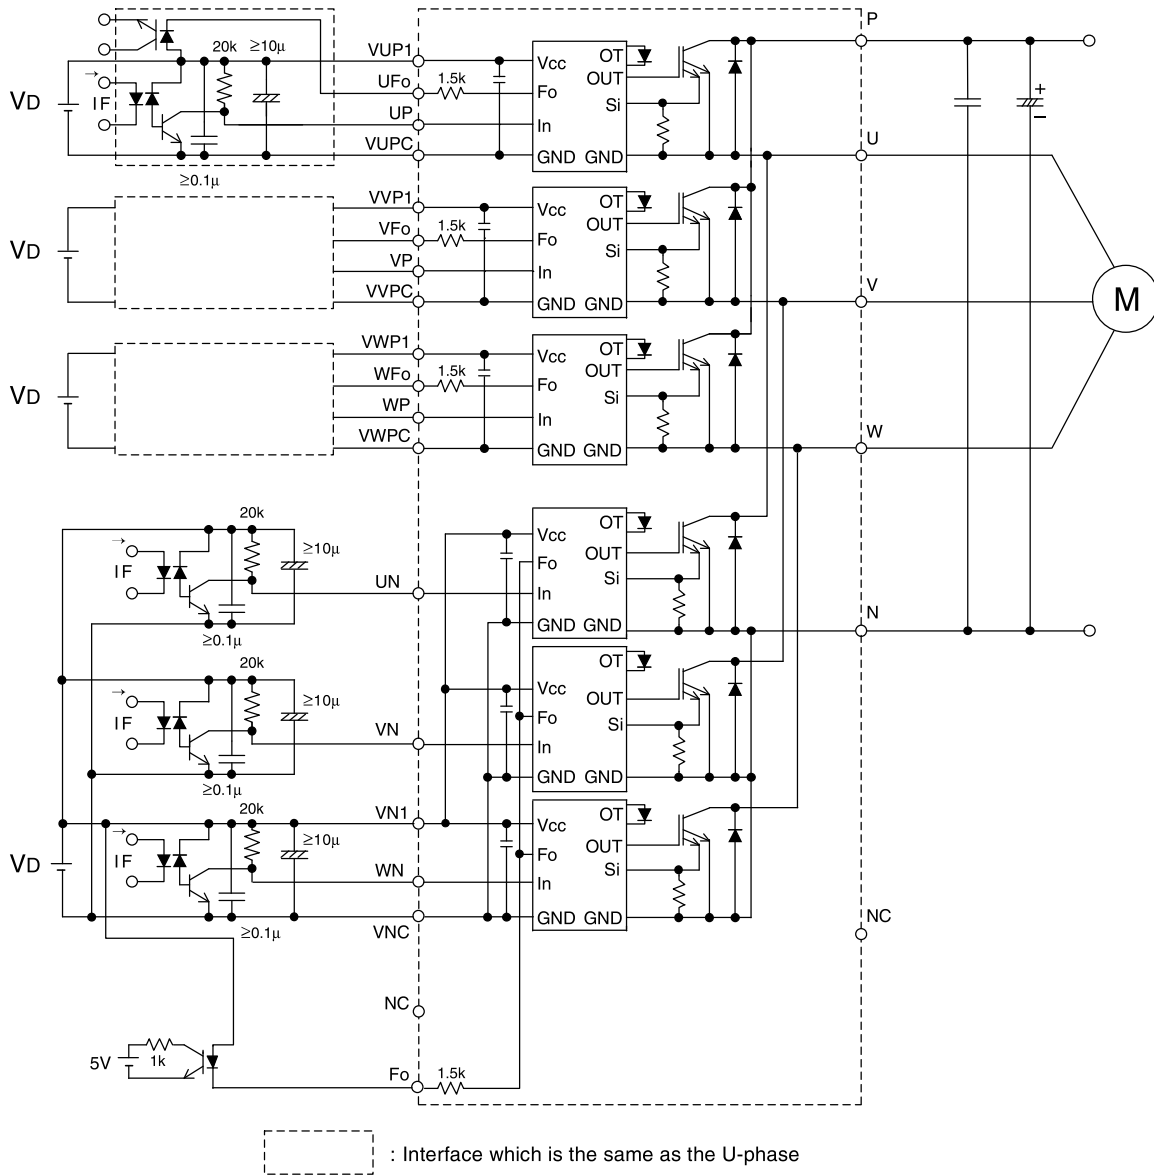 P
20k ≥10μ VUP1
Vcc OT
OUT
VD → IF UFo 1.5k Fo Si + −
UP In
VUPC GND GND U
≥0.1μ
VVP1 Vcc OT
OUT
VD VFo 1.5k Fo Si
VP In
VVPC GND GND V M
VWP1 Vcc OT
OUT
VD WFo 1.5k Fo Si
WP In
VWPC GND GND W
20k
≥10μ Vcc OT
→ IF OUT
Fo Si
UN In
≥0.1μ GND GND N
20k
≥10μ Vcc OT
→ IF OUT
Fo Si
VN In
≥0.1μ GND GND
20k VN1
≥10μ Vcc OT
VD → IF OUT
Fo Si
WN In
≥0.1μ VNC GND GND NC
NC
5V 1k Fo 1.5k
: Interface which is the same as the U-phase